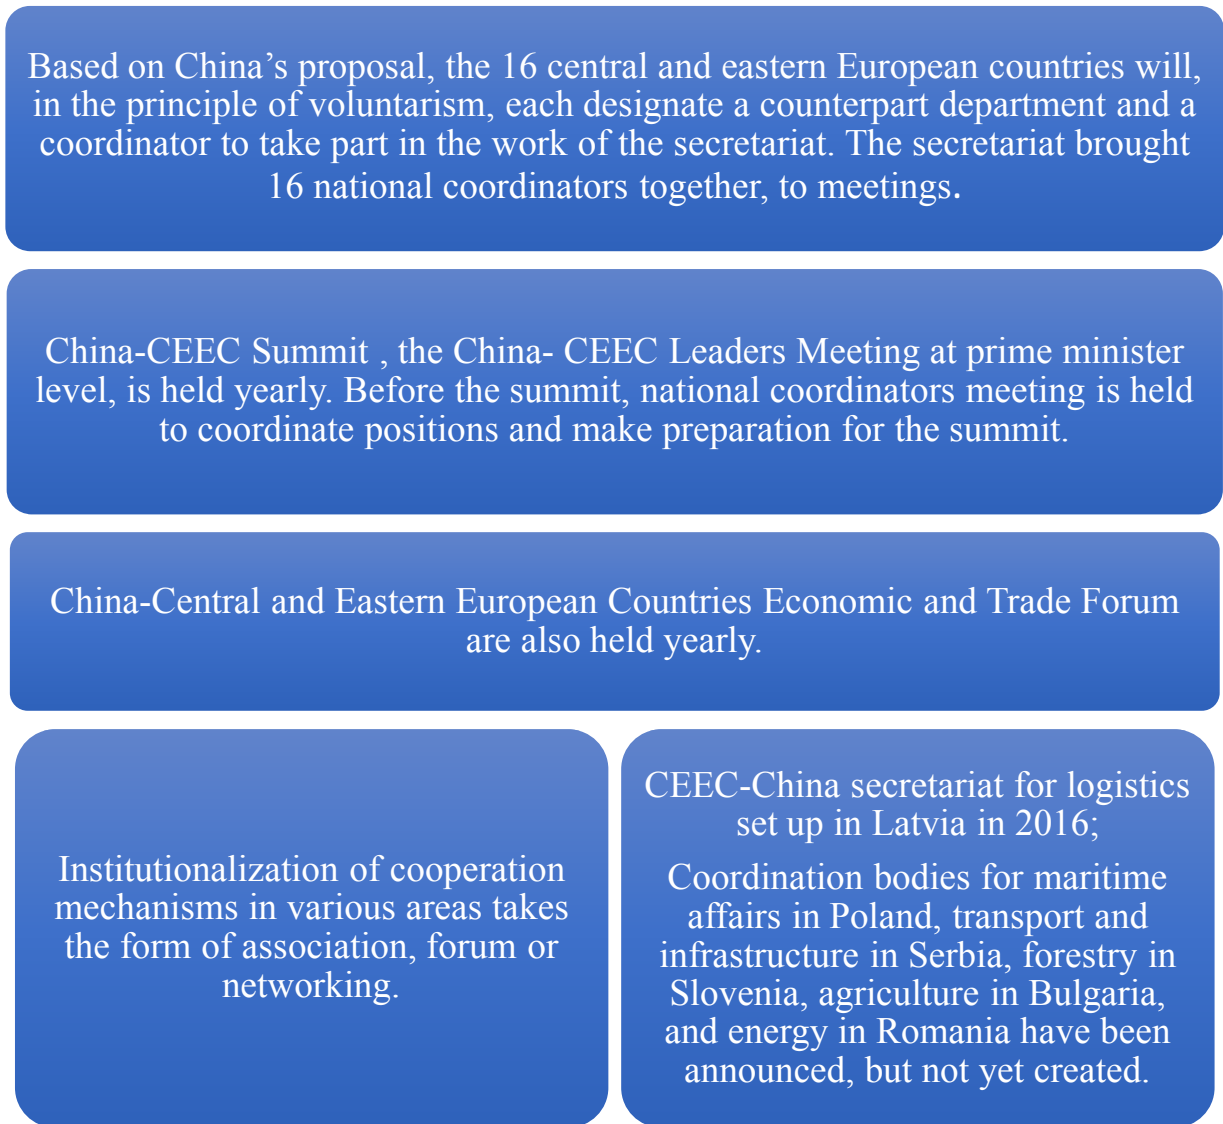 Based on China’s proposal, the 16 central and eastern European countries will,
in the principle of voluntarism, each designate a counterpart department and a
coordinator to take part in the work of the secretariat. The secretariat brought
16 national coordinators together, to meetings.
China-CEEC Summit , the China- CEEC Leaders Meeting at prime minister
level, is held yearly. Before the summit, national coordinators meeting is held
to coordinate positions and make preparation for the summit.
China-Central and Eastern European Countries Economic and Trade Forum
are also held yearly.
Institutionalization of cooperation
mechanisms in various areas takes
the form of association, forum or
networking.
CEEC-China secretariat for logistics
set up in Latvia in 2016;
Coordination bodies for maritime
affairs in Poland, transport and
infrastructure in Serbia, forestry in
Slovenia, agriculture in Bulgaria,
and energy in Romania have been
announced, but not yet created.